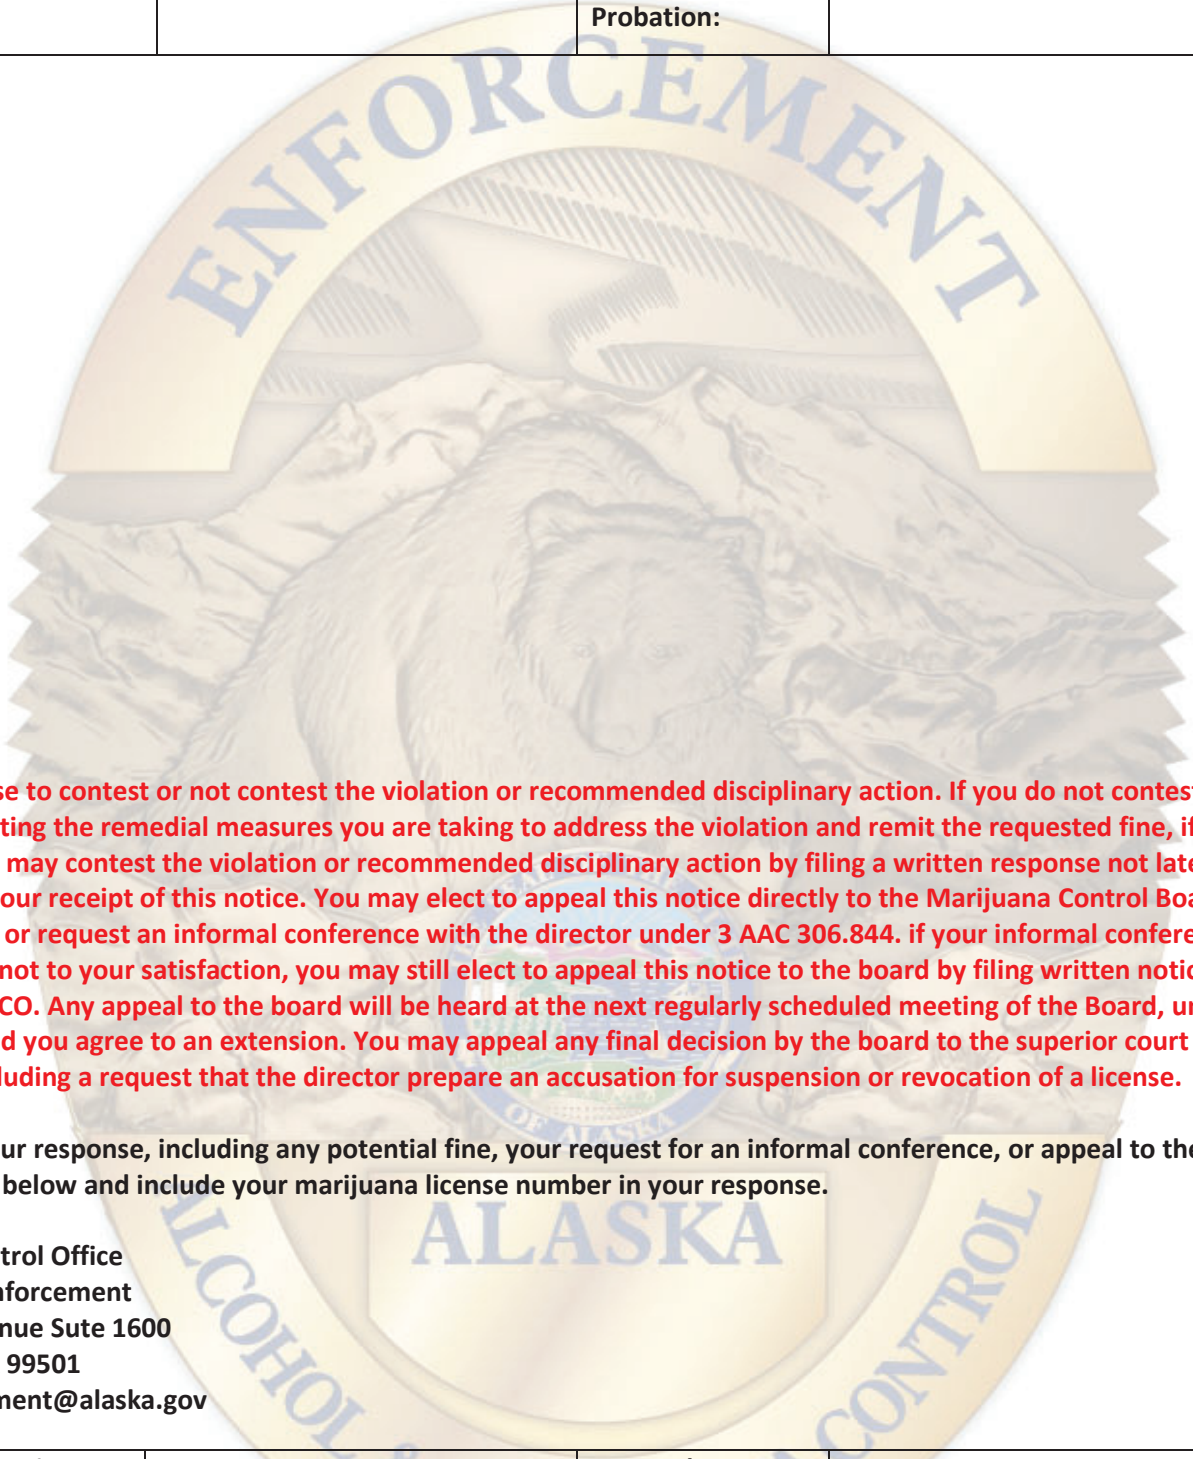 Probation:
ENFORCEMENT
se to contest or not contest the violation or recommended disciplinary action. If you do not contest
ting the remedial measures you are taking to address the violation and remit the requested fine, if
may contest the violation or recommended disciplinary action by filing a written response not late
our receipt of this notice. You may elect to appeal this notice directly to the Marijuana Control Boa
or request an informal conference with the director under 3 AAC 306.844. if your informal confere
not to your satisfaction, you may still elect to appeal this notice to the board by filing written notic
CO. Any appeal to the board will be heard at the next regularly scheduled meeting of the Board, un
d you agree to an extension. You may appeal any final decision by the board to the superior court
luding a request that the director prepare an accusation for suspension or revocation of a license.
OF ALASKA
ur response, including any potential fine, your request for an informal conference, or appeal to the
below and include your marijuana license number in your response.
ALASKA
trol Office
nforcement
nue Sute 1600
99501
ment@alaska.gov
ALCOHOL &
CONTROL